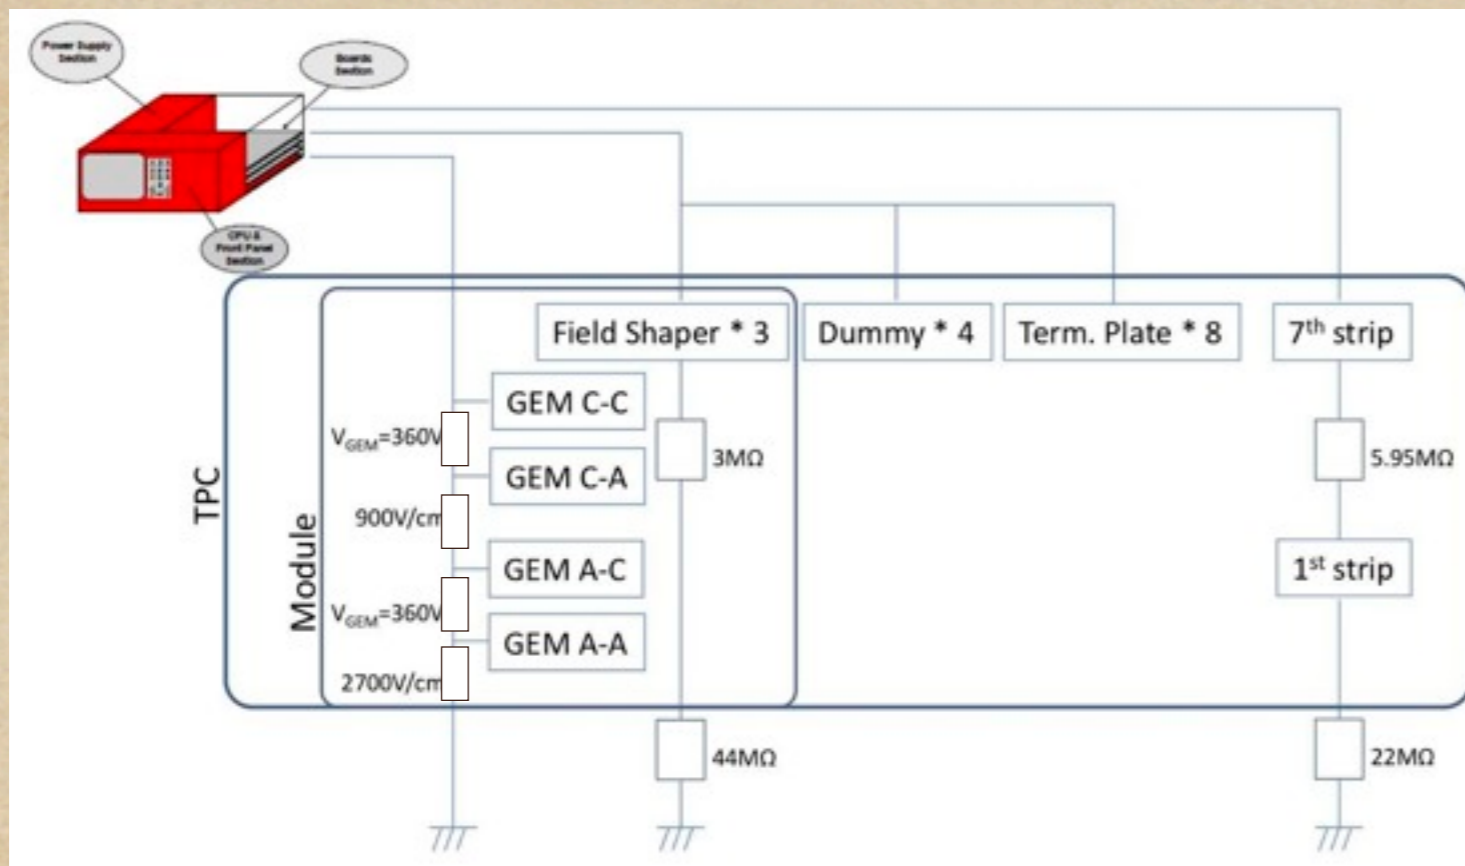 Power Supply
Section
Boards
Section
CPU &
Front Panel
Section
TPC
Module
Field Shaper * 3
Dummy * 4
Term. Plate * 8
7th strip
GEM C-C
VGEM=360V
3MΩ
5.95MΩ
GEM C-A
900V/cm
GEM A-C
1st strip
VGEM=360V
GEM A-A
2700V/cm
44MΩ
22MΩ